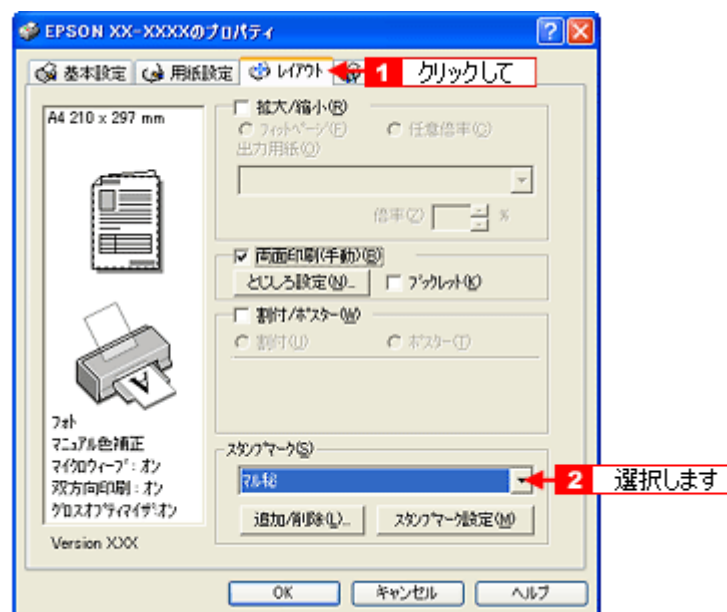 EPSON XX-XXXXのプロパティ
基本設定 用紙設定 レイアウト 1 クリックして
A4 210 x 297 mm
拡大/縮小(R)
フィットページ(F) 任意倍率(C)
出力用紙(O)
倍率(Z) %
両面印刷(手動)(B)
とじしろ設定(N)... ブックレット(K)
割付/ポスター(W)
割付(U) ポスター(T)
フォト
マニュアル色補正
マイクロウィーブ:オン
双方向印刷:オン
グロスオプティマイザ:オン
Version XXX
スタンプマーク(S)
マル秘 2 選択します
追加/削除(L)... スタンプマーク設定(M)
OK キャンセル ヘルプ